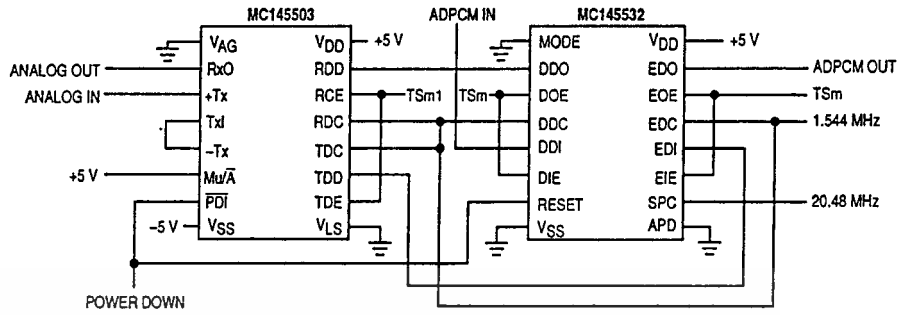 MC145503
ADPCM IN
MC145532
VAG
VDD
+5 V
MODE
VDD
+5 V
ANALOG OUT
RxO
RDD
DDO
EDO
ADPCM OUT
ANALOG IN
+Tx
RCE
TSm1
TSm
DOE
EOE
TSm
TxI
RDC
DDC
EDC
1.544 MHz
–Tx
TDC
DDI
EDI
+5 V
Mu/A̅
TDD
DIE
EIE
P̅D̅I̅
TDE
RESET
SPC
20.48 MHz
–5 V
VSS
VLS
VSS
APD
POWER DOWN